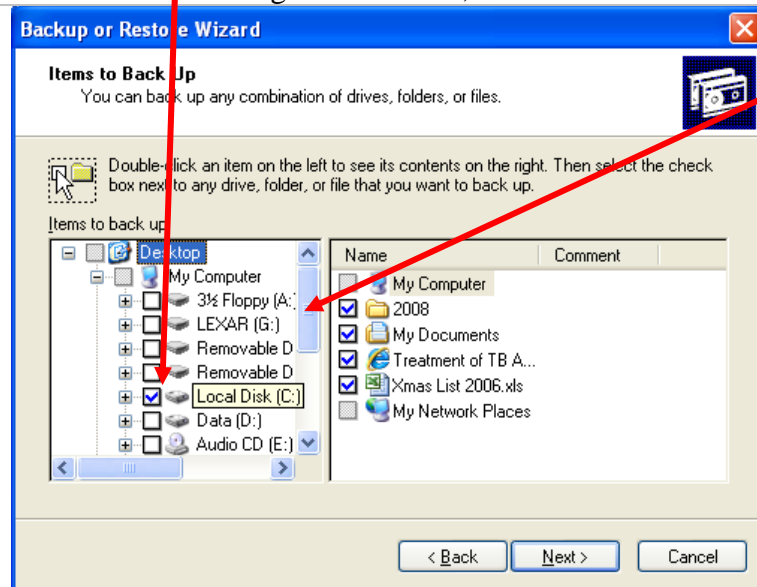 Backup or Restore Wizard
Items to Back Up
You can back up any combination of drives, folders, or files.
Double-click an item on the left to see its contents on the right. Then select the check
box next to any drive, folder, or file that you want to back up.
Items to back up:
Desktop
My Computer
3½ Floppy (A:)
LEXAR (G:)
Removable D
Removable D
Local Disk (C:)
Data (D:)
Audio CD (E:)
Name Comment
My Computer
2008
My Documents
Treatment of TB A...
Xmas List 2006.xls
My Network Places
< Back Next > Cancel